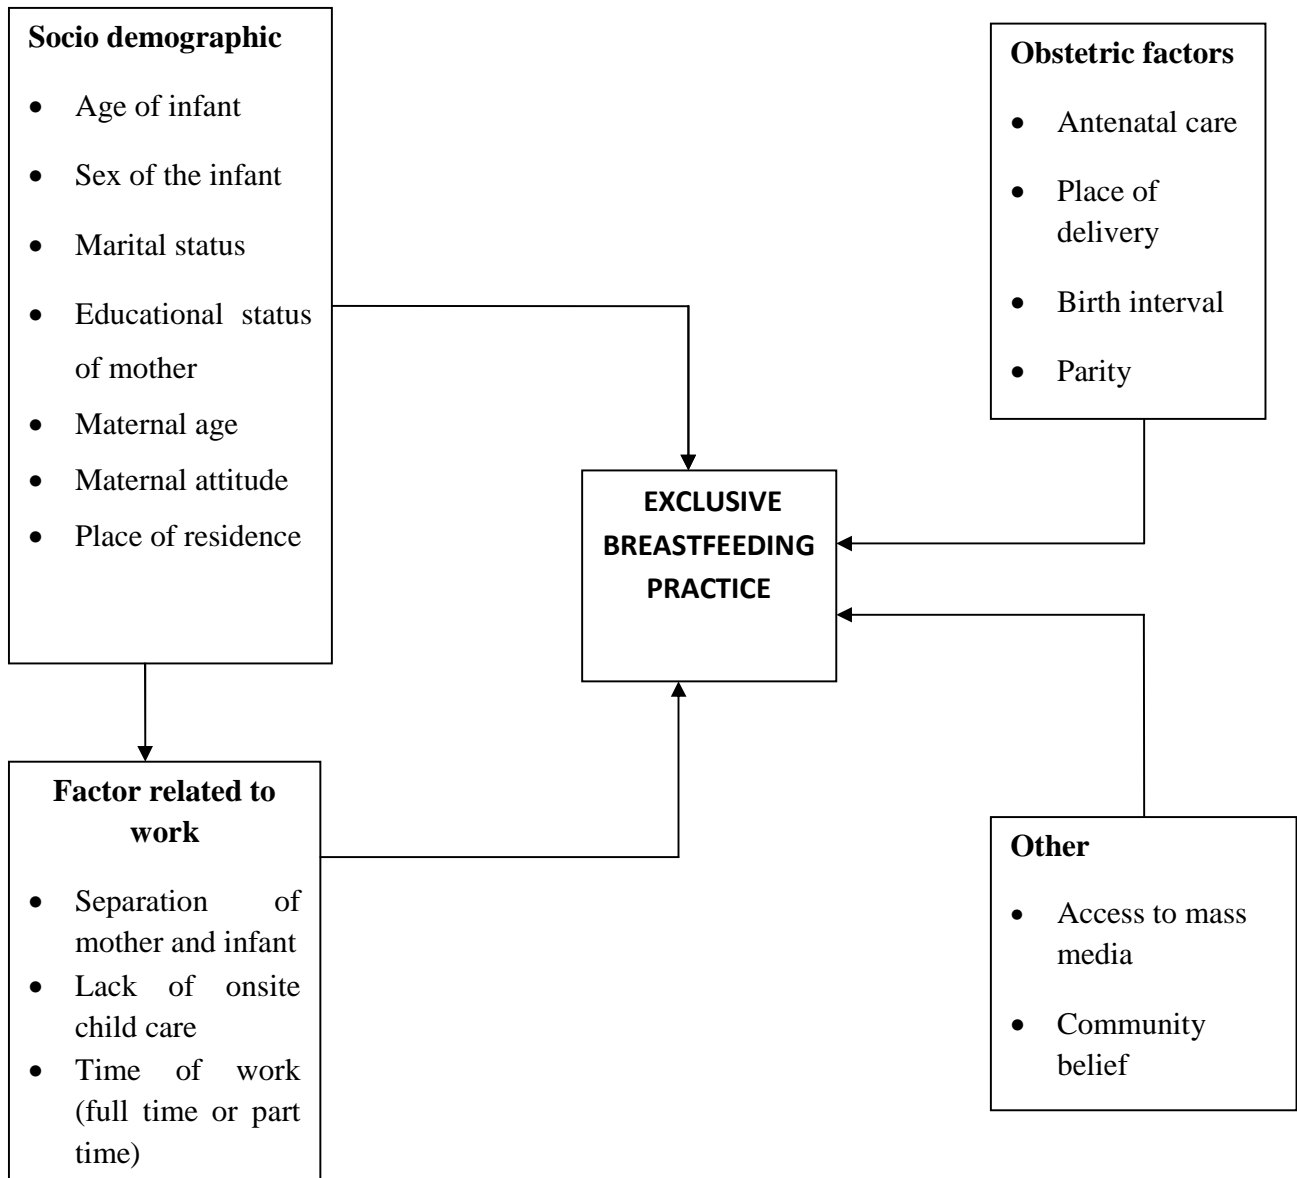 Socio demographic
• Age of infant
• Sex of the infant
• Marital status
• Educational status
of mother
• Maternal age
• Maternal attitude
• Place of residence
Obstetric factors
• Antenatal care
• Place of
delivery
• Birth interval
• Parity
EXCLUSIVE
BREASTFEEDING
PRACTICE
Factor related to
work
• Separation of
mother and infant
• Lack of onsite
child care
• Time of work
(full time or part
time)
Other
• Access to mass
media
• Community
belief